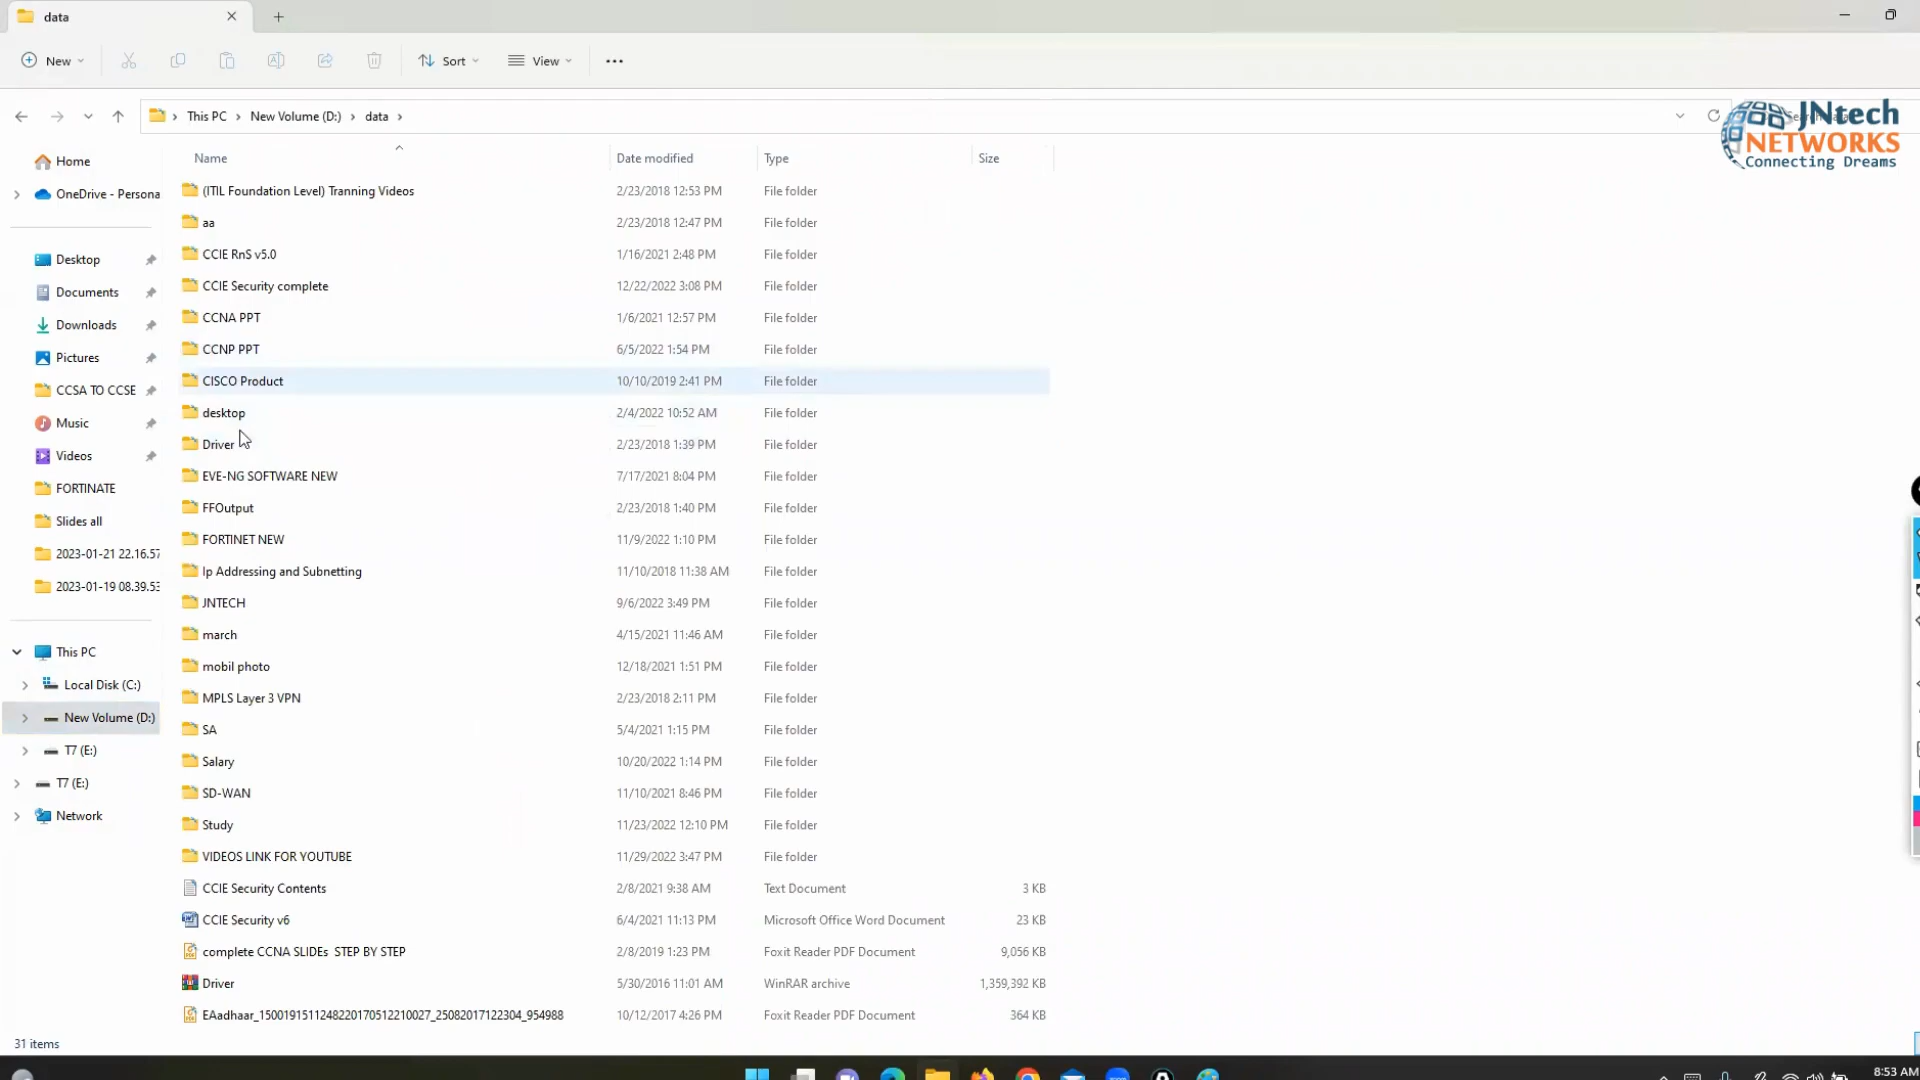 data
New
Sort
View
This PC
New Volume (D:)
data
JNtech
NETWORKS
Connecting Dreams
Name Date modified Type Size
Home
OneDrive - Persona
Desktop
Documents
Downloads
Pictures
CCSA TO CCSE
Music
Videos
FORTINATE
Slides all
2023-01-21 22.16.57
2023-01-19 08.39.53
This PC
Local Disk (C:)
New Volume (D:)
T7 (E:)
T7 (E:)
Network
(ITIL Foundation Level) Tranning Videos 2/23/2018 12:53 PM File folder
aa 2/23/2018 12:47 PM File folder
CCIE RnS v5.0 1/16/2021 2:48 PM File folder
CCIE Security complete 12/22/2022 3:08 PM File folder
CCNA PPT 1/6/2021 12:57 PM File folder
CCNP PPT 6/5/2022 1:54 PM File folder
CISCO Product 10/10/2019 2:41 PM File folder
desktop 2/4/2022 10:52 AM File folder
Driver 2/23/2018 1:39 PM File folder
EVE-NG SOFTWARE NEW 7/17/2021 8:04 PM File folder
FFOutput 2/23/2018 1:40 PM File folder
FORTINET NEW 11/9/2022 1:10 PM File folder
Ip Addressing and Subnetting 11/10/2018 11:38 AM File folder
JNTECH 9/6/2022 3:49 PM File folder
march 4/15/2021 11:46 AM File folder
mobil photo 12/18/2021 1:51 PM File folder
MPLS Layer 3 VPN 2/23/2018 2:11 PM File folder
SA 5/4/2021 1:15 PM File folder
Salary 10/20/2022 1:14 PM File folder
SD-WAN 11/10/2021 8:46 PM File folder
Study 11/23/2022 12:10 PM File folder
VIDEOS LINK FOR YOUTUBE 11/29/2022 3:47 PM File folder
CCIE Security Contents 2/8/2021 9:38 AM Text Document 3 KB
CCIE Security v6 6/4/2021 11:13 PM Microsoft Office Word Document 23 KB
complete CCNA SLIDEs STEP BY STEP 2/8/2019 1:23 PM Foxit Reader PDF Document 9,056 KB
Driver 5/30/2016 11:01 AM WinRAR archive 1,359,392 KB
EAadhaar_1500191511248220170512210027_25082017122304_954988 10/12/2017 4:26 PM Foxit Reader PDF Document 364 KB
31 items
8:53 AM